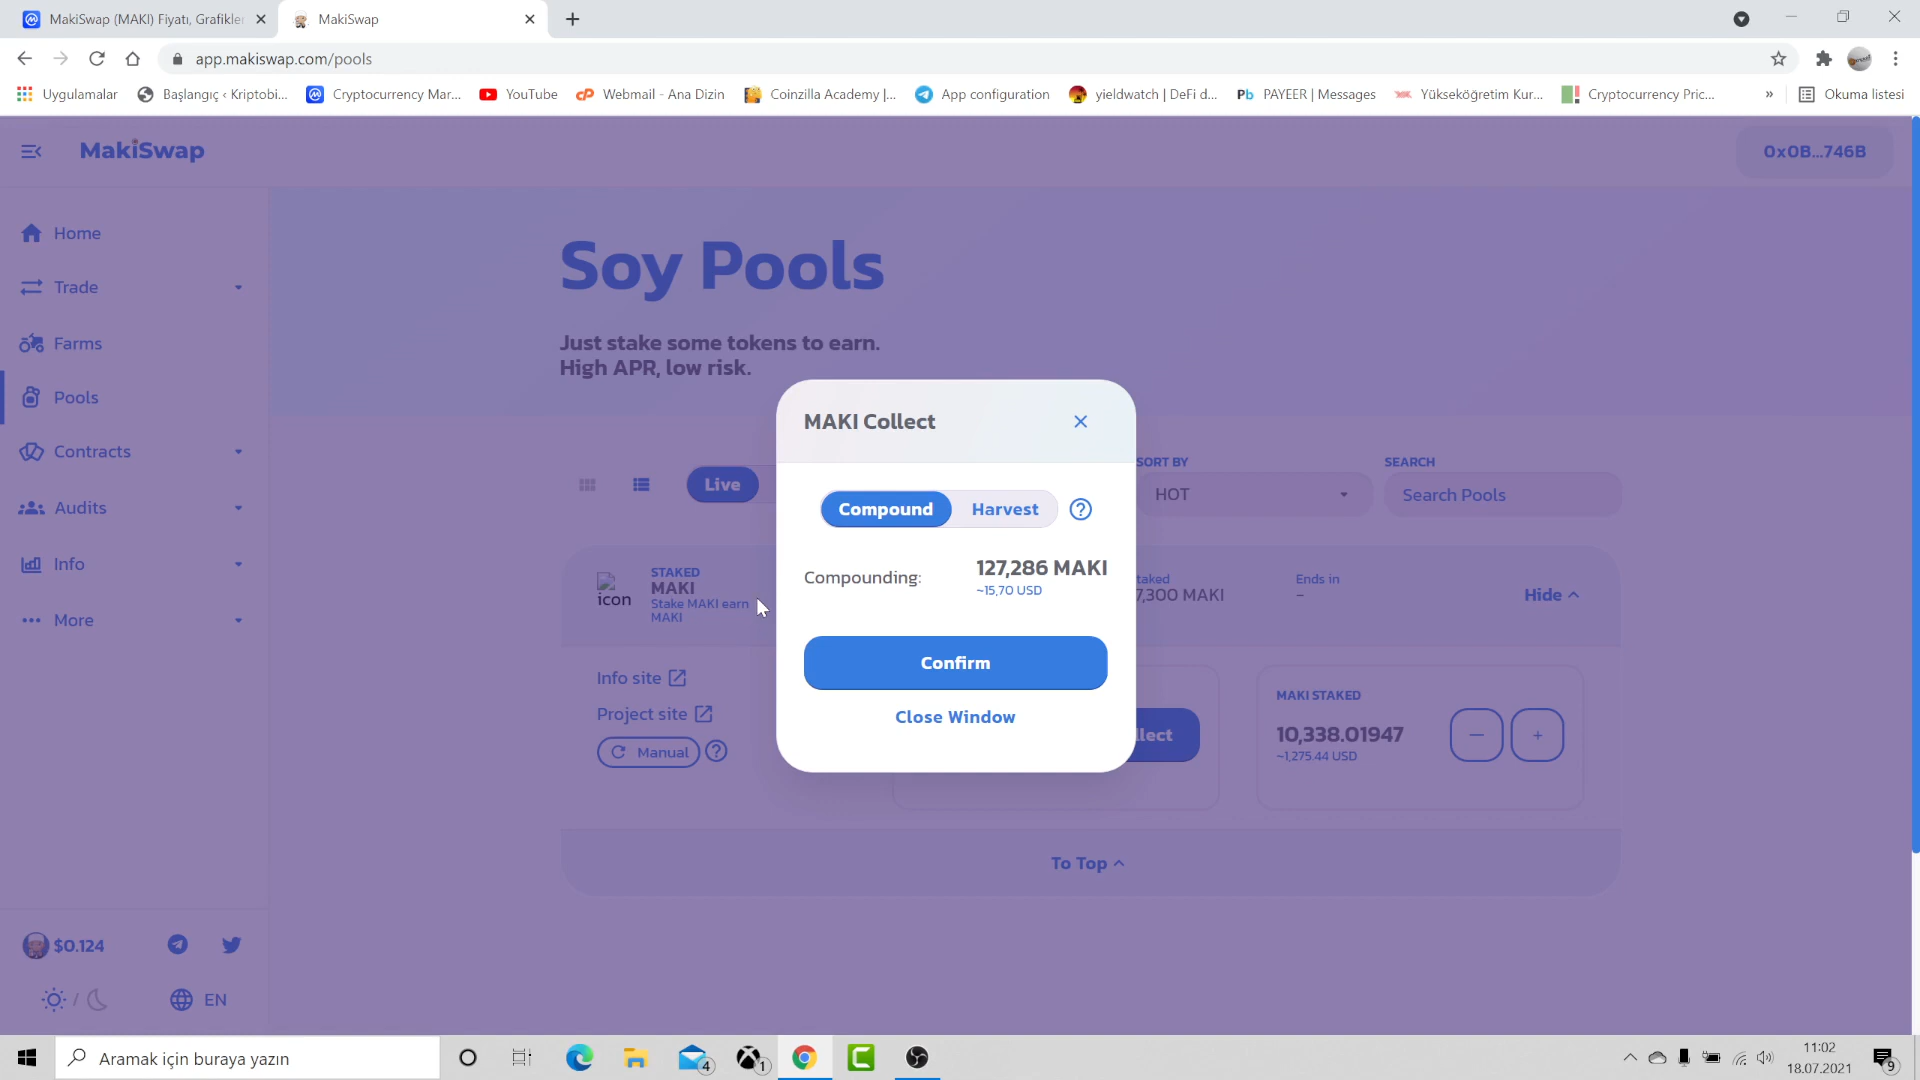 MakiSwap (MAKI) Fiyatı, Grafikler
MakiSwap
app.makiswap.com/pools
Uygulamalar
Başlangıç ‹ Kriptobi...
Cryptocurrency Mar...
YouTube
Webmail - Ana Dizin
Coinzilla Academy |...
App configuration
yieldwatch | DeFi d...
PAYEER | Messages
Yükseköğretim Kur...
Cryptocurrency Pric...
»
Okuma listesi
MakiSwap
0x0B...746B
Home
Trade
Farms
Pools
Contracts
Audits
Info
More
$0.124
/
EN
Soy Pools
Just stake some tokens to earn.
High APR, low risk.
Live
SORT BY
HOT
SEARCH
Search Pools
icon
STAKED
MAKI
Stake MAKI earn
MAKI
taked
7,300 MAKI
Ends in
-
Hide
Info site
Project site
Manual
llect
MAKI STAKED
10,338.01947
~1,275.44 USD
To Top
MAKI Collect
Compound
Harvest
Compounding:
127,286 MAKI
~15,70 USD
Confirm
Close Window
Aramak için buraya yazın
4
1
11:02
18.07.2021
9